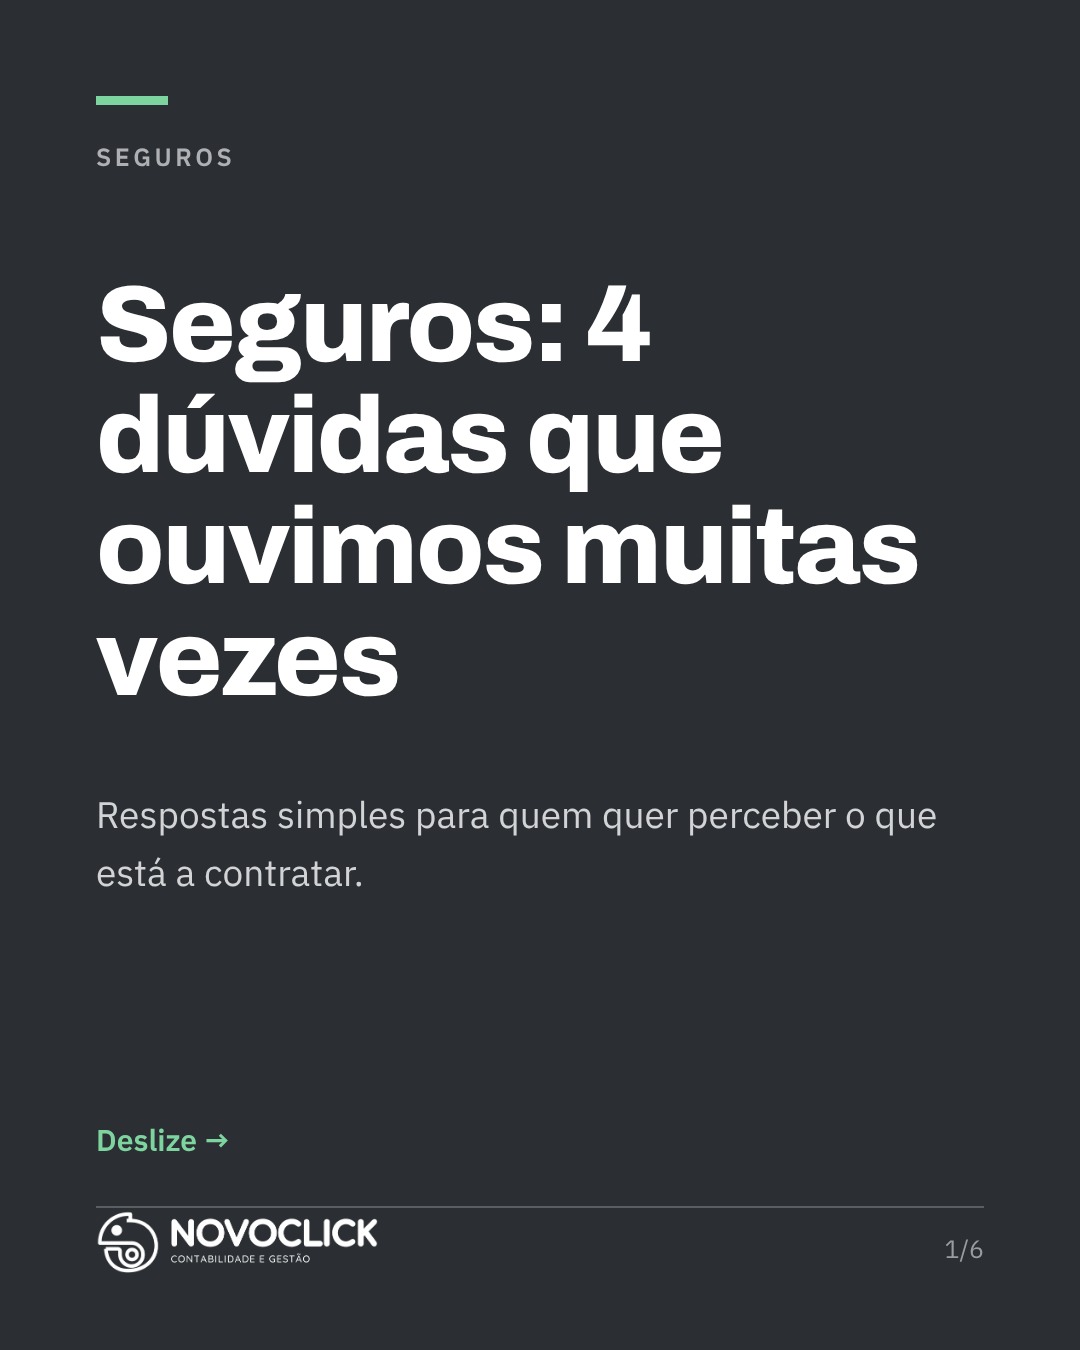 SEGUROS
Seguros: 4
dúvidas que
ouvimos muitas
vezes
Respostas simples para quem quer perceber o que
está a contratar.
Deslize →
NOVOCLICK
CONTABILIDADE E GESTÃO
1/6